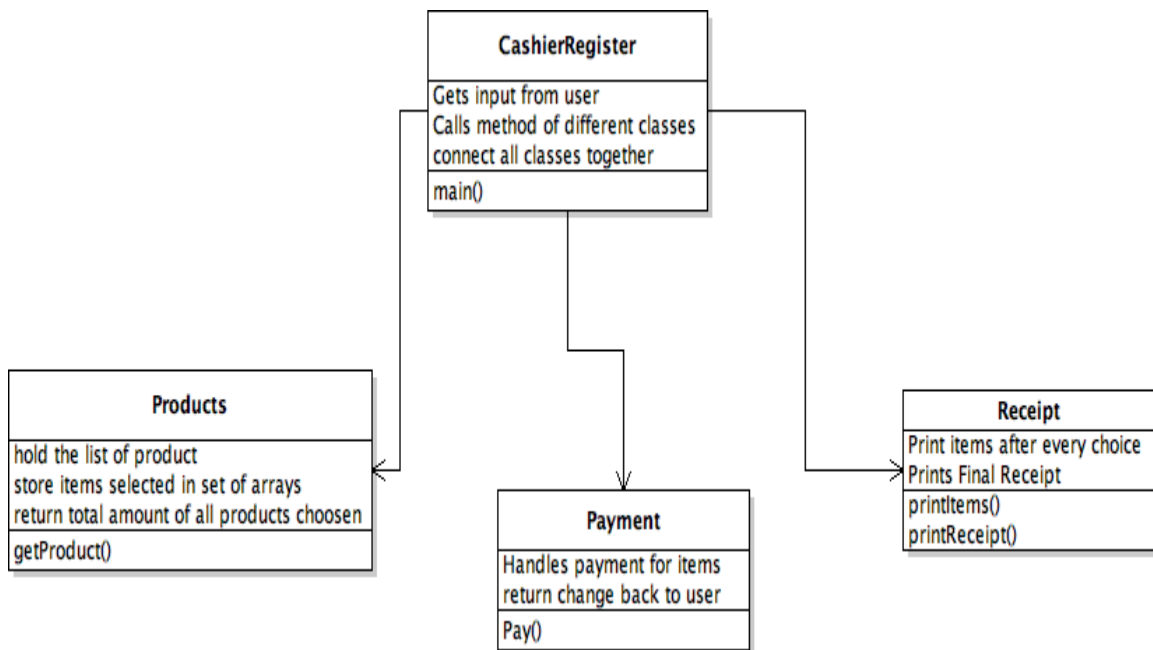 CashierRegister
Gets input from user
Calls method of different classes
connect all classes together
main()
Products
hold the list of product
store items selected in set of arrays
return total amount of all products choosen
getProduct()
Payment
Handles payment for items
return change back to user
Pay()
Receipt
Print items after every choice
Prints Final Receipt
printItems()
printReceipt()